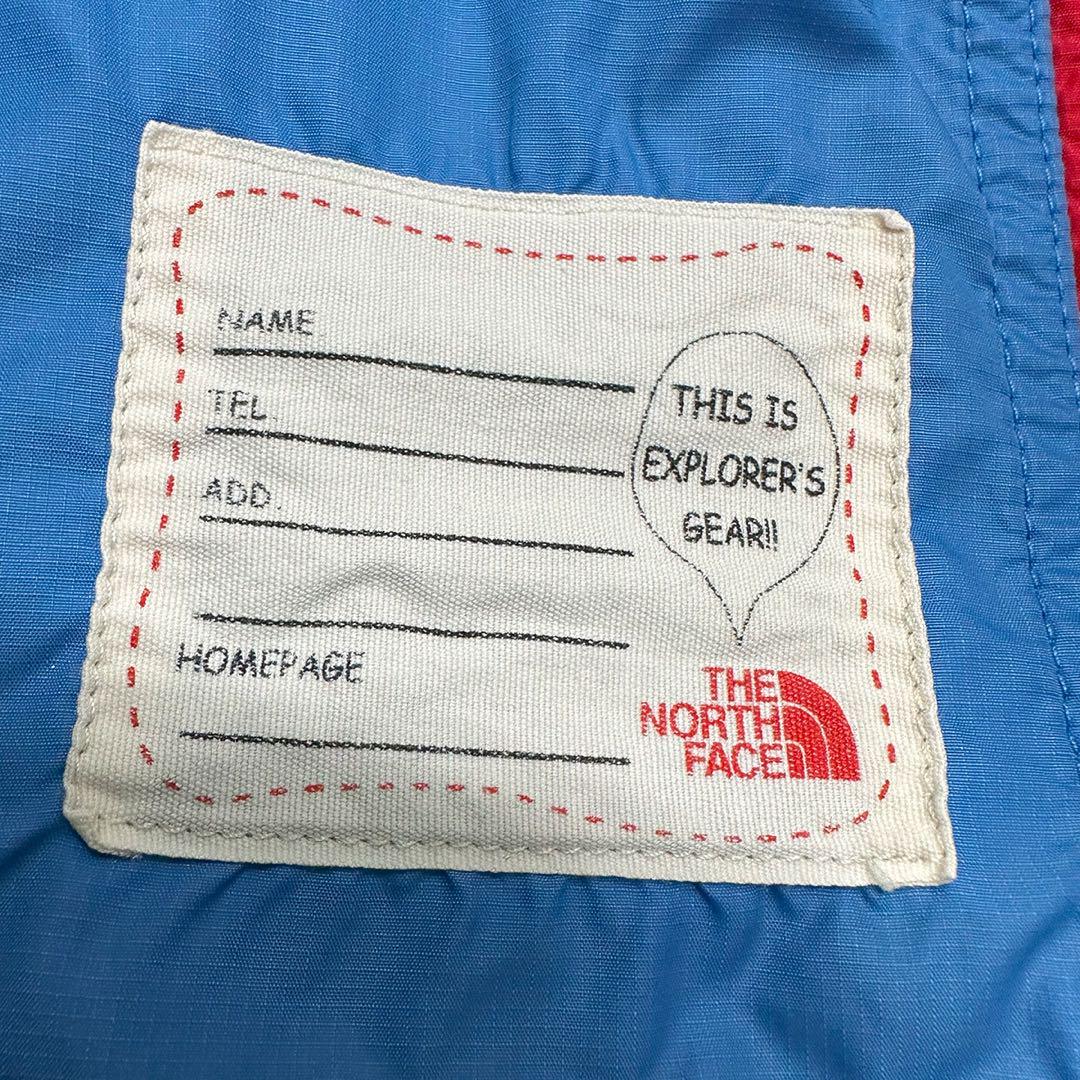 NAME
TEL.
ADD.
HOMEPAGE
THIS IS
EXPLORER'S
GEAR!!
THE
NORTH
FACE